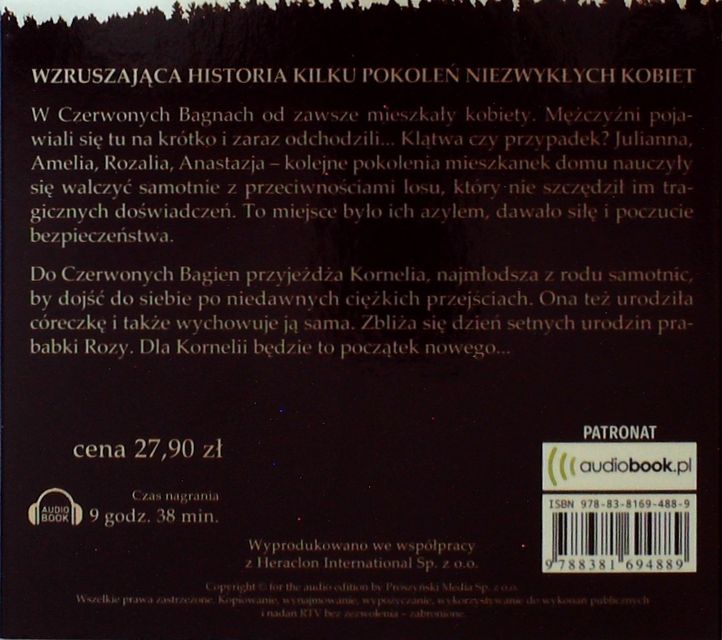 WZRUSZAJĄCA HISTORIA KILKU POKOLEŃ NIEZWYKŁYCH KOBIET
W Czerwonych Bagnach od zawsze mieszkały kobiety. Mężczyźni poja-
wiali się tu na krótko i zaraz odchodzili... Klątwa czy przypadek? Julianna,
Amelia, Rozalia, Anastazja – kolejne pokolenia mieszkanek domu nauczyły
się walczyć samotnie z przeciwnościami losu, który nie szczędził im tra-
gicznych doświadczeń. To miejsce było ich azylem, dawało siłę i poczucie
bezpieczeństwa.
Do Czerwonych Bagien przyjeżdża Kornelia, najmłodsza z rodu samotnic,
by dojść do siebie po niedawnych ciężkich przejściach. Ona też urodziła
córeczkę i także wychowuje ją sama. Zbliża się dzień setnych urodzin pra-
babki Rozy. Dla Kornelii będzie to początek nowego...
cena 27,90 zł
PATRONAT
audiobook.pl
AUDIO
BOOK
Czas nagrania
9 godz. 38 min.
ISBN 978-83-8169-488-9
9 788381 694889
Wyprodukowano we współpracy
z Heraclon International Sp. z o.o.
Copyright © for the audio edition by Prószyński Media Sp. z o.o.
Wszelkie prawa zastrzeżone. Kopiowanie, wynajmowanie, wypożyczanie, wykorzystywanie do wykonań publicznych
i nadań RTV bez zezwolenia – zabronione.